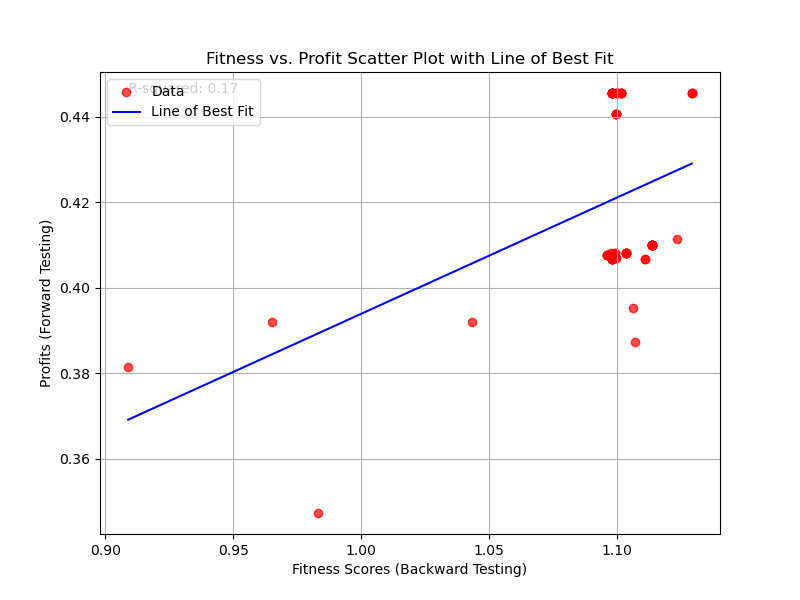 Fitness vs. Profit Scatter Plot with Line of Best Fit
R-squared: 0.17
Data
Line of Best Fit
0.44
0.42
0.40
0.38
0.36
Profits (Forward Testing)
0.90 0.95 1.00 1.05 1.10
Fitness Scores (Backward Testing)